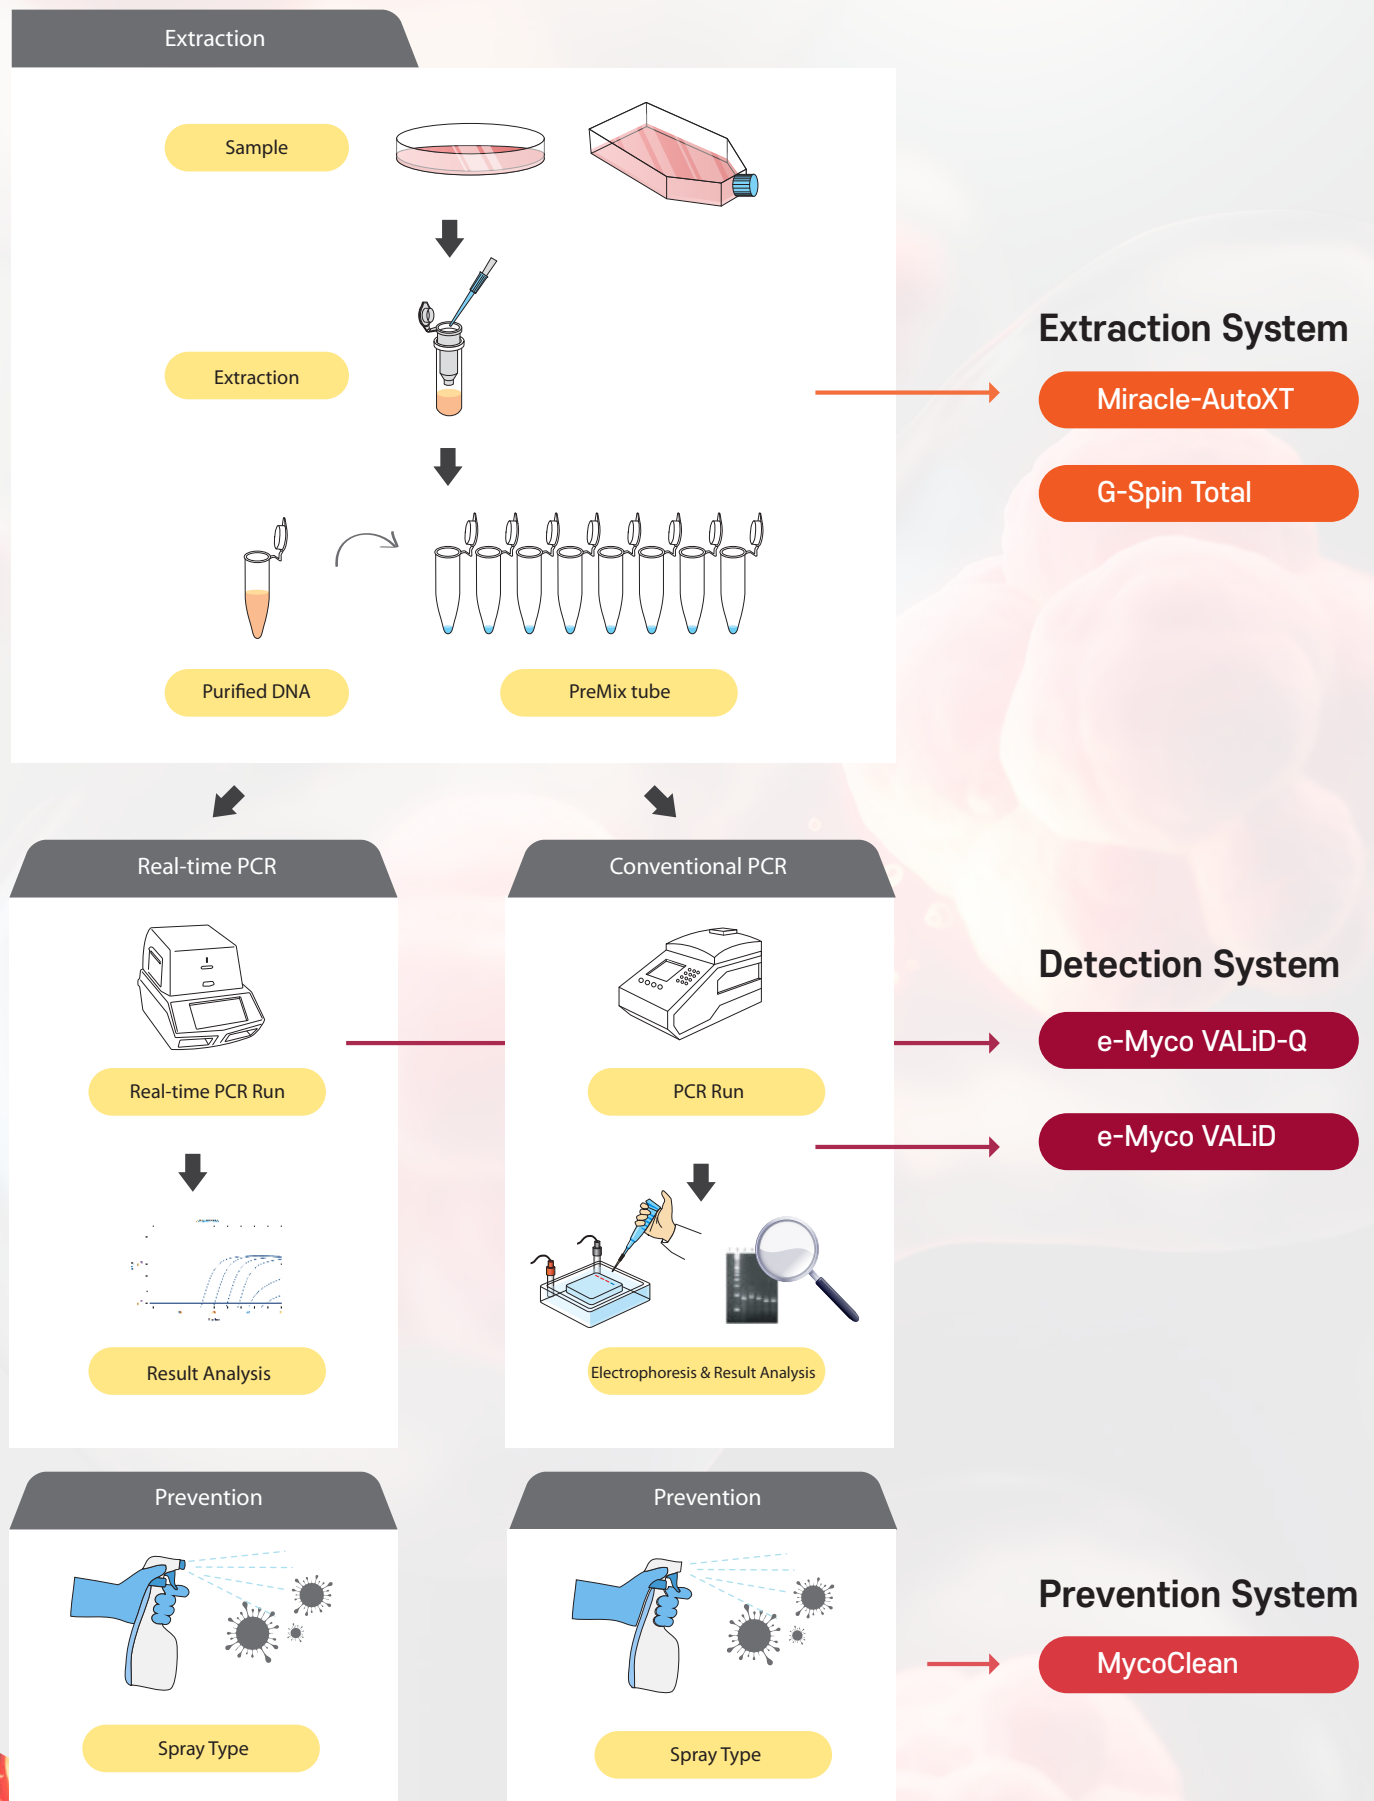 Extraction
Sample
Extraction
Extraction System
Miracle-AutoXT
G-Spin Total
Purified DNA
PreMix tube
Real-time PCR
Conventional PCR
Detection System
e-Myco VALiD-Q
Real-time PCR Run
PCR Run
e-Myco VALiD
Result Analysis
Electrophoresis & Result Analysis
Prevention
Prevention
Prevention System
MycoClean
Spray Type
Spray Type